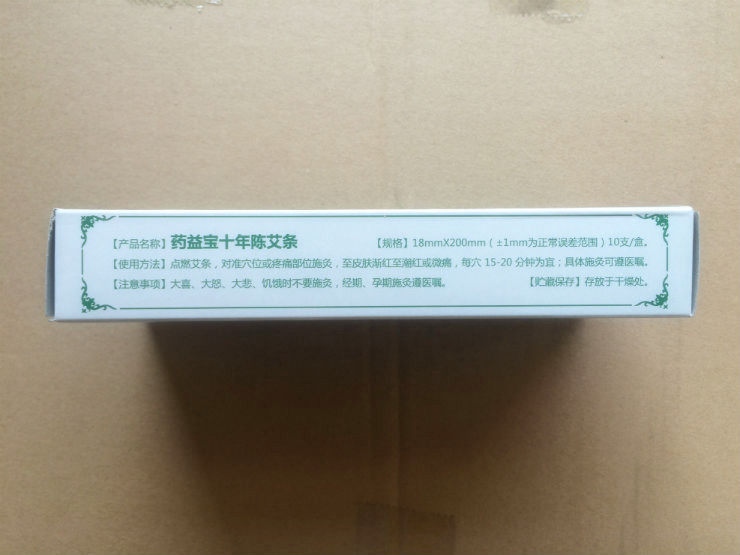 【产品名称】药益宝十年陈艾条 【规格】18mmX200mm（±1mm为正常误差范围）10支/盒。
【使用方法】点燃艾条，对准穴位或疼痛部位施灸，至皮肤渐红至潮红或微痛，每穴 15-20 分钟为宜；具体施灸可遵医嘱。
【注意事项】大喜、大怒、大悲、饥饿时不要施灸，经期、孕期施灸遵医嘱。 【贮藏保存】存放于干燥处。